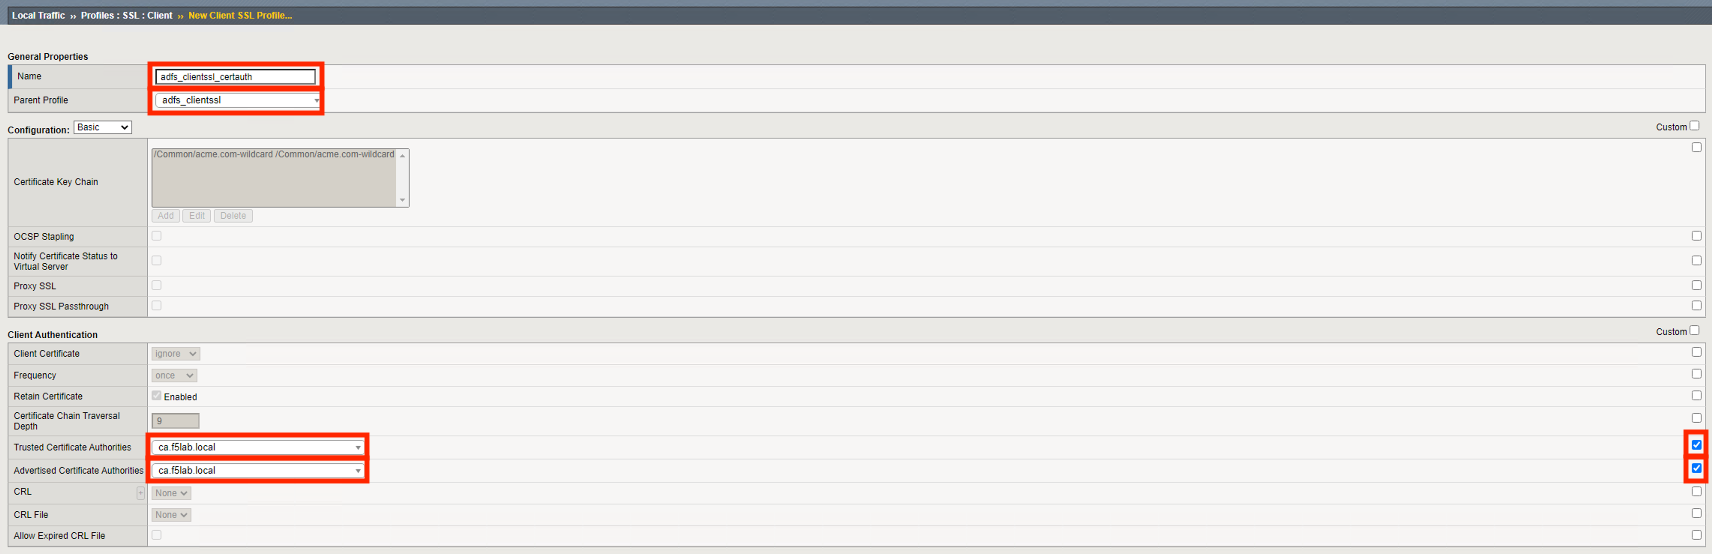 Local Traffic ›› Profiles : SSL : Client ›› New Client SSL Profile...
General Properties
Name adfs_clientssl_certauth
Parent Profile adfs_clientssl
Configuration: Basic Custom
Certificate Key Chain /Common/acme.com-wildcard /Common/acme.com-wildcard
Add Edit Delete
OCSP Stapling
Notify Certificate Status to
Virtual Server
Proxy SSL
Proxy SSL Passthrough
Client Authentication Custom
Client Certificate ignore
Frequency once
Retain Certificate Enabled
Certificate Chain Traversal
Depth 9
Trusted Certificate Authorities ca.f5lab.local
Advertised Certificate Authorities ca.f5lab.local
CRL None
CRL File None
Allow Expired CRL File